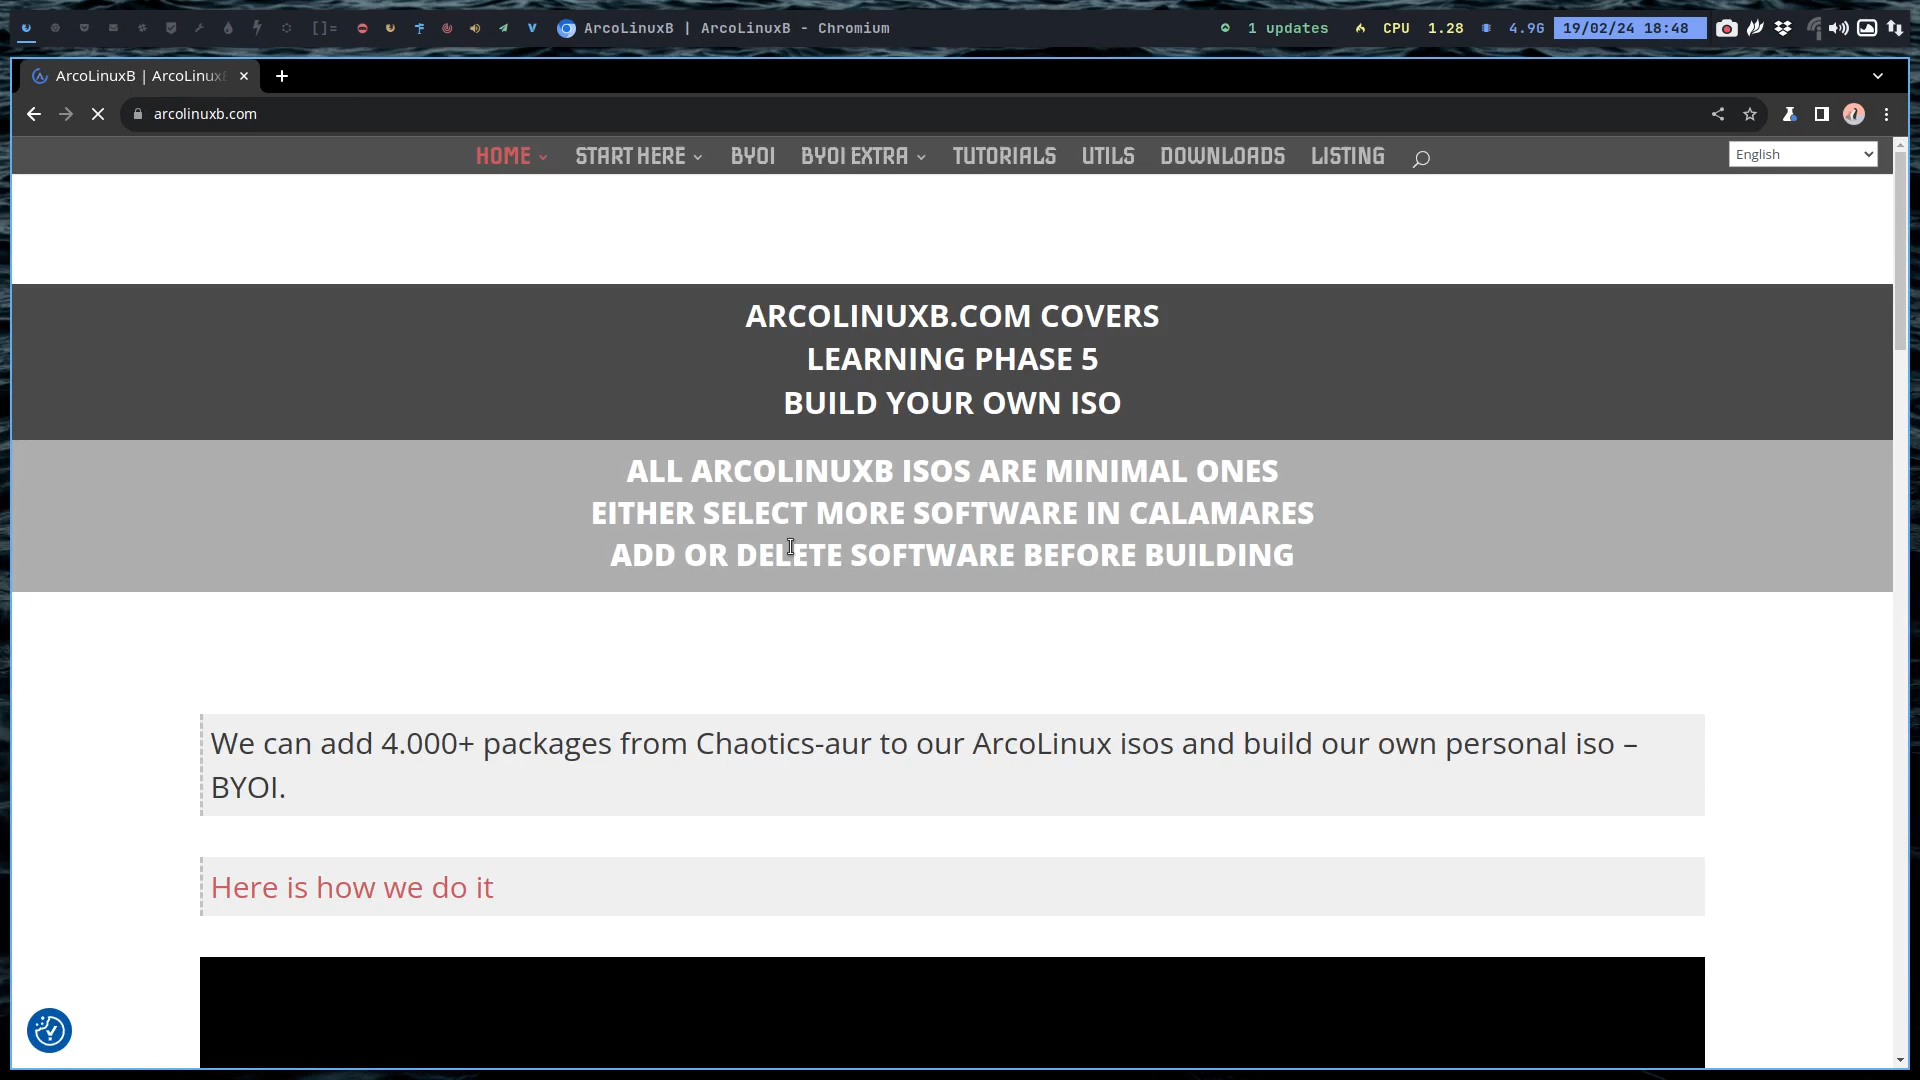 []=
V
ArcoLinuxB | ArcoLinuxB - Chromium
1 updates
CPU 1.28
4.9G
19/02/24 18:48
ArcoLinuxB | ArcoLinuxB
arcolinuxb.com
HOME
START HERE
BYOI
BYOI EXTRA
TUTORIALS
UTILS
DOWNLOADS
LISTING
English
ARCOLINUXB.COM COVERS
LEARNING PHASE 5
BUILD YOUR OWN ISO
ALL ARCOLINUXB ISOS ARE MINIMAL ONES
EITHER SELECT MORE SOFTWARE IN CALAMARES
ADD OR DELETE SOFTWARE BEFORE BUILDING
We can add 4.000+ packages from Chaotics-aur to our ArcoLinux isos and build our own personal iso –
BYOI.
Here is how we do it